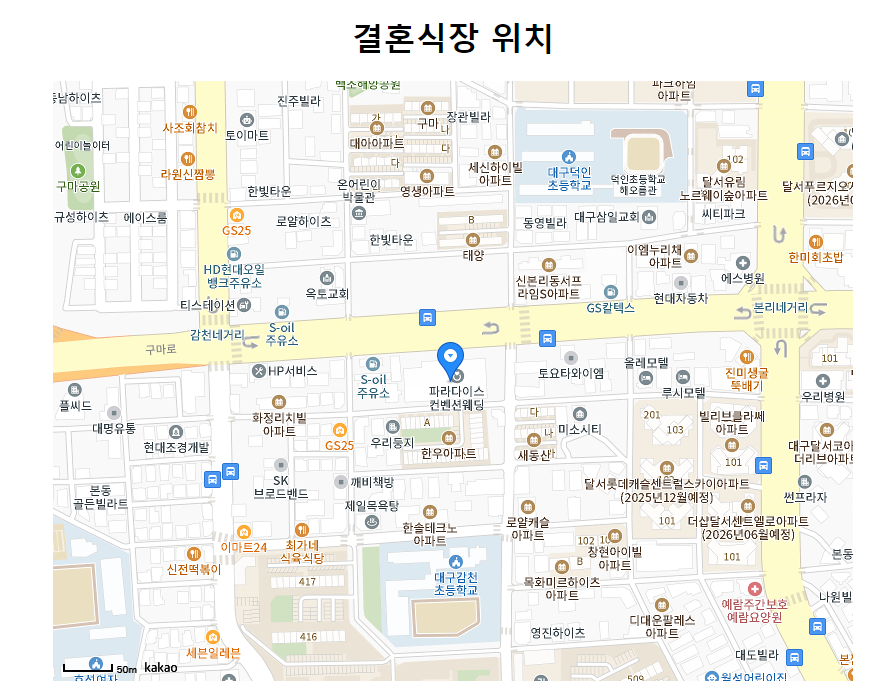 결혼식장 위치
백소해양공원
파크하임
아파트
동남하이츠
진주빌라
사조회참치
토이마트
가
구마
나
장관빌라
대아아파트
다
어린이놀이터
라원신짬뽕
세신하이빌
아파트
대구덕인
초등학교
덕인초등학교
해오름관
102
달서유림
노르웨이숲아파트
달서푸르지오
(2026년
구마공원
한빛타운
온어린이
박물관
영생아파트
규성하이츠
에이스룸
GS25
로얄하이츠
B
동영빌라
대구삼일교회
씨티파크
한빛타운
태양
HD현대오일
뱅크주유소
이엠누리채
아파트
에스병원
한미회초밥
옥토교회
신본리동서프
라임S아파트
티스테이션
GS칼텍스
현대자동차
본리네거리
감천네거리
S-oil
주유소
구마로
HP서비스
S-oil
주유소
파라다이스
컨벤션웨딩
토요타와이엠
올레모텔
루시모텔
진미생굴
뚝배기
101
우리병원
플씨드
대명유통
화정리치빌
아파트
현대조경개발
GS25
우리둥지
A
한우아파트
다
나
새동산
미소시티
201
103
빌리브클라쎄
아파트
101
대구달서코아
더리브아파트
본동
골든빌라트
SK
브로드밴드
깨비책방
제일목욕탕
달서롯데캐슬센트럴스카이아파트
(2025년12월예정)
썬프라자
이마트24
최가네
식육식당
한솔테크노
아파트
로얄캐슬
아파트
101
더샵달서센트엘로아파트
(2026년06월예정)
신전떡볶이
417
대구감천
초등학교
102
창현아이빌
아파트
B
목화미르하이츠
아파트
101
본동
예람주간보호
예람요양원
나원빌
디대운팔레스
아파트
416
세븐일레븐
영진하이츠
대도빌라
본
50m
kakao
효성여자
509
월성어린이집